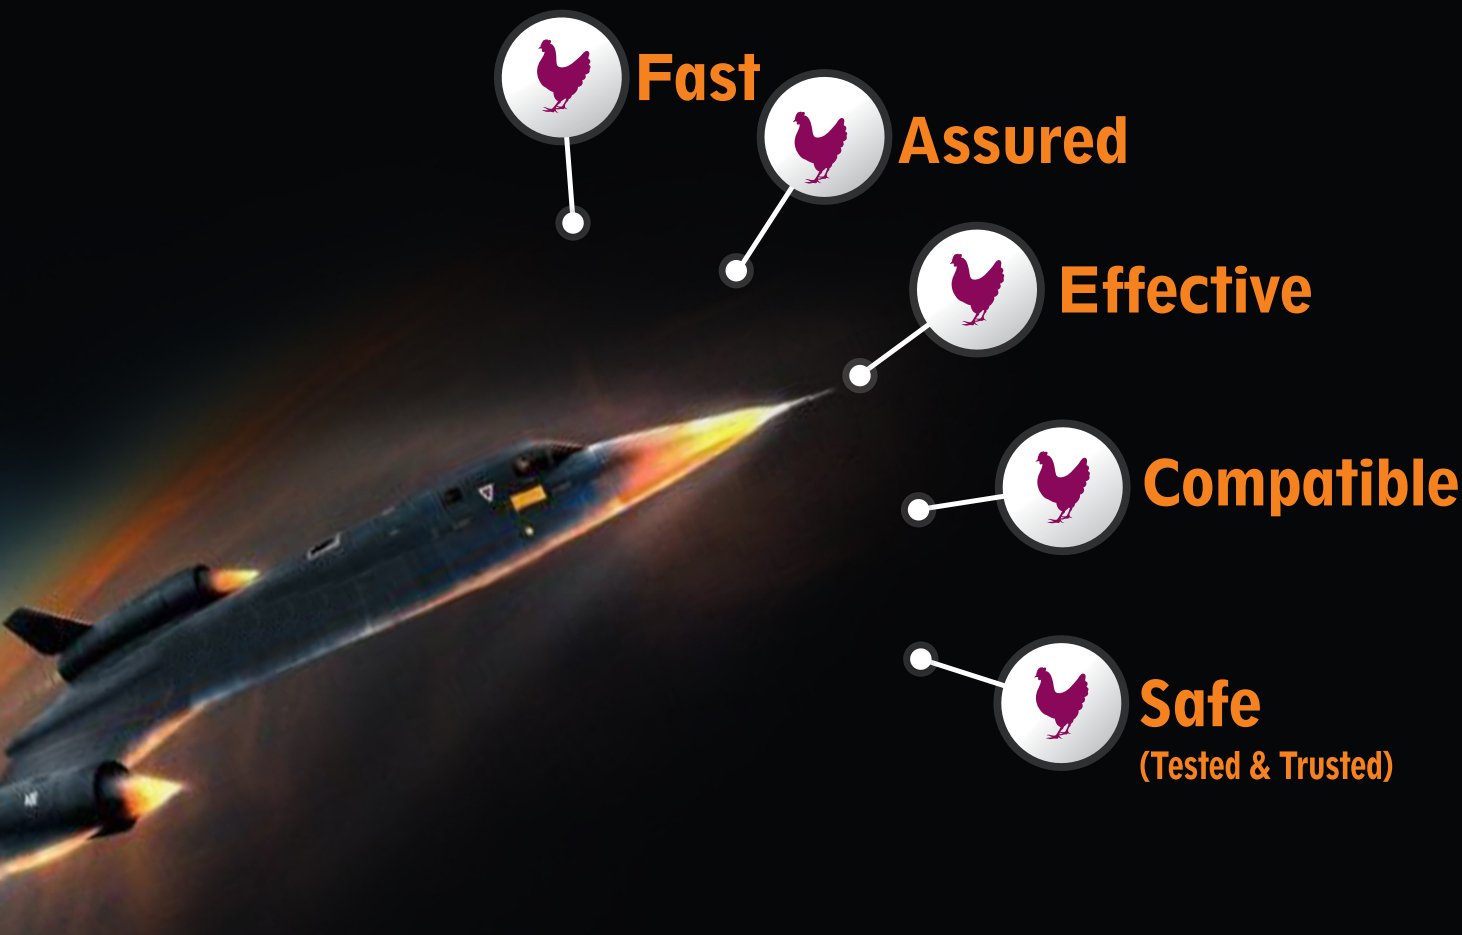 Fast
Assured
Effective
Compatible
Safe
(Tested & Trusted)